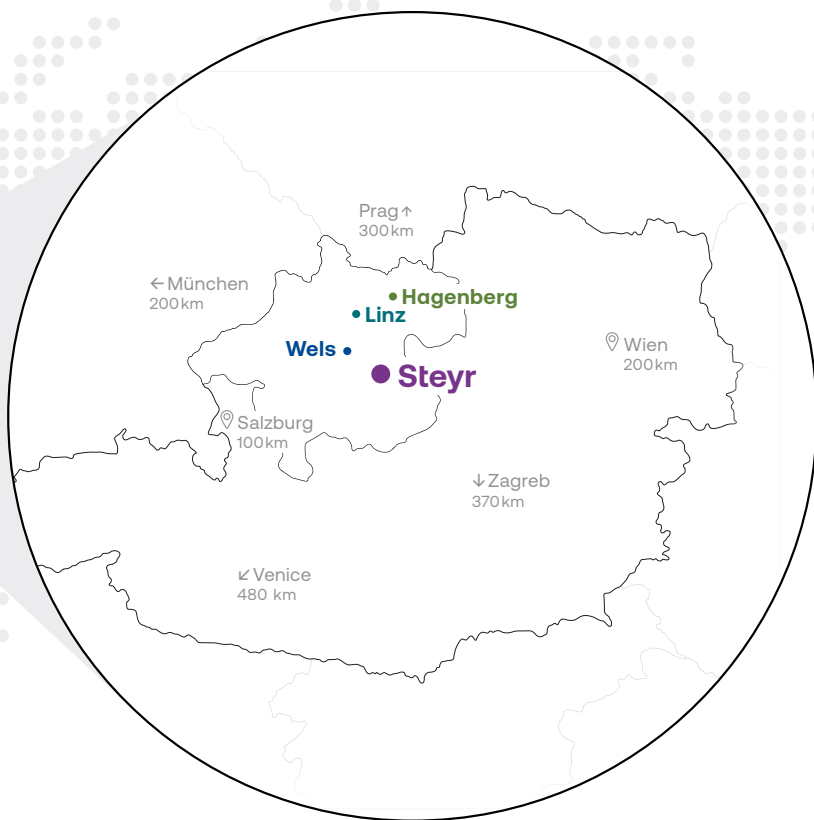 Prag↑
300km
←München
200km
Hagenberg
Linz
Wels
Steyr
Wien
200km
Salzburg
100km
↓Zagreb
370km
↙Venice
480 km